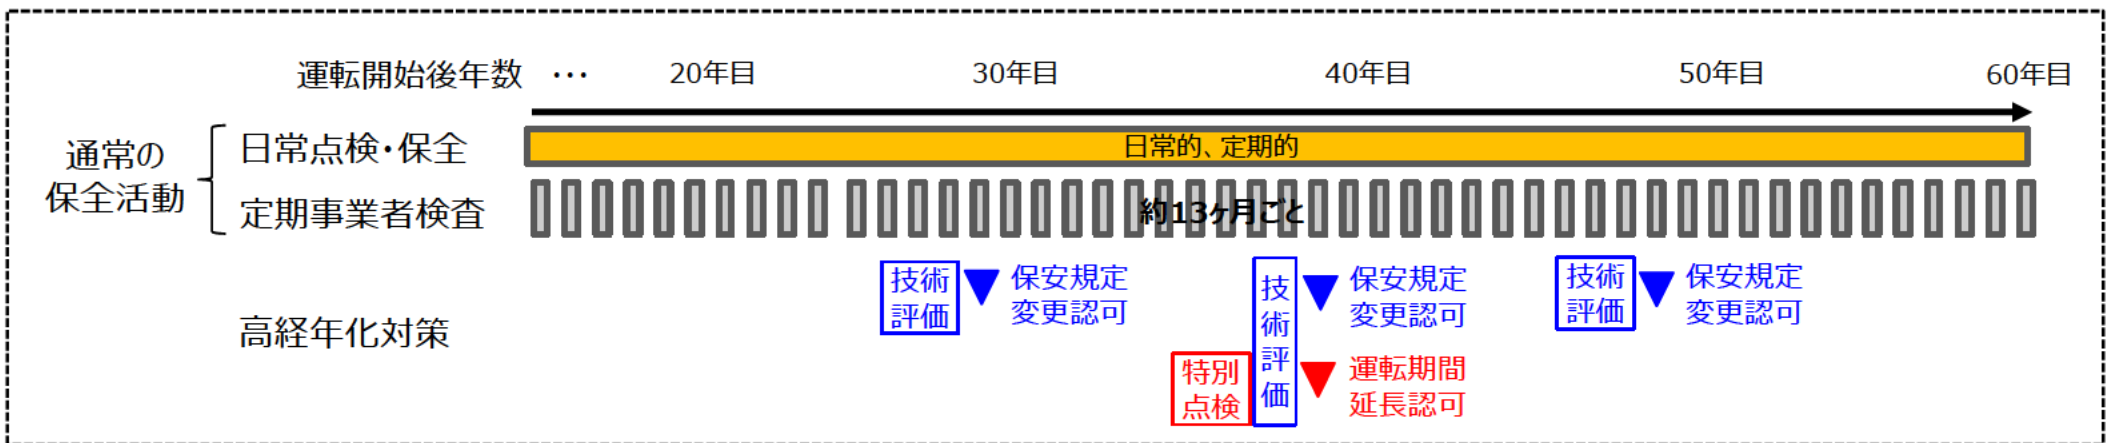 運転開始後年数 ・・・ 20年目 30年目 40年目 50年目 60年目
通常の
保全活動
日常点検・保全
日常的、定期的
定期事業者検査
約13ヶ月ごと
高経年化対策
技術
評価
保安規定
変更認可
特別
点検
技
術
評
価
保安規定
変更認可
運転期間
延長認可
技術
評価
保安規定
変更認可